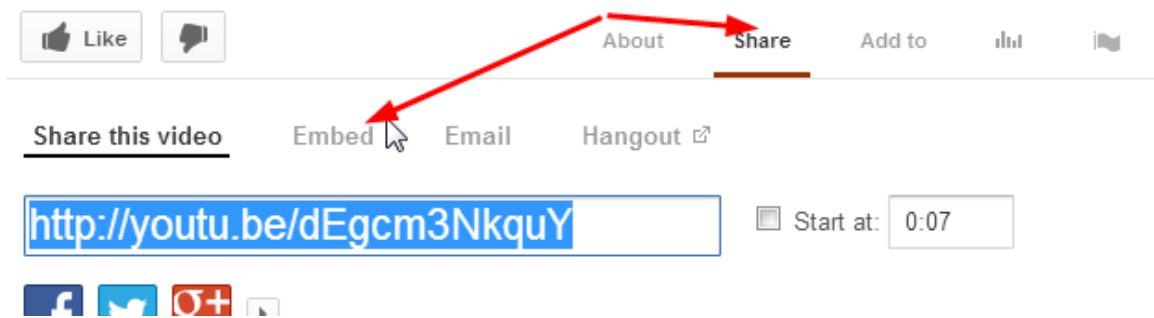 Like About Share Add to
Share this video Embed Email Hangout
http://youtu.be/dEgcm3NkquY Start at: 0:07
f g+